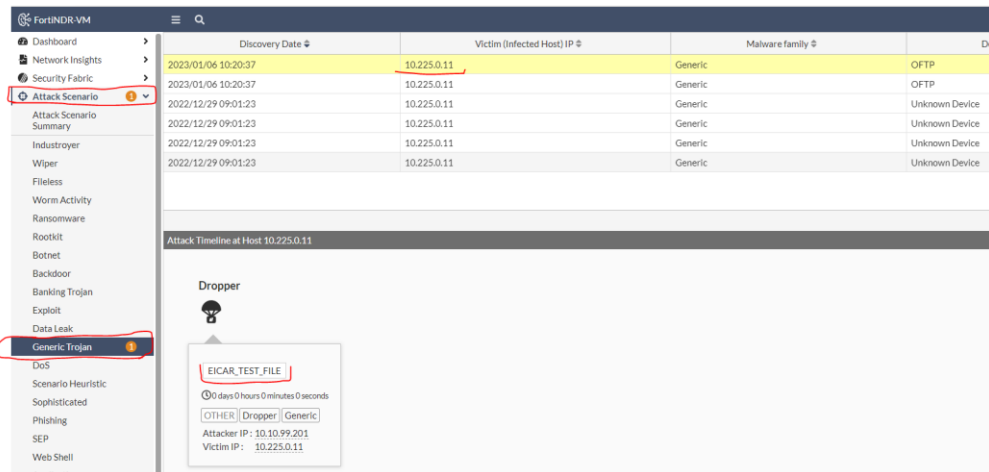 FortiNDR-VM
Dashboard
Network Insights
Security Fabric
Attack Scenario 1
Attack Scenario
Summary
Industroyer
Wiper
Fileless
Worm Activity
Ransomware
Rootkit
Botnet
Backdoor
Banking Trojan
Exploit
Data Leak
Generic Trojan 1
DoS
Scenario Heuristic
Sophisticated
Phishing
SEP
Web Shell
Discovery Date Victim (Infected Host) IP Malware family
2023/01/06 10:20:37 10.225.0.11 Generic OFTP
2023/01/06 10:20:37 10.225.0.11 Generic OFTP
2022/12/29 09:01:23 10.225.0.11 Generic Unknown Device
2022/12/29 09:01:23 10.225.0.11 Generic Unknown Device
2022/12/29 09:01:23 10.225.0.11 Generic Unknown Device
2022/12/29 09:01:23 10.225.0.11 Generic Unknown Device
Attack Timeline at Host 10.225.0.11
Dropper
EICAR_TEST_FILE
0 days 0 hours 0 minutes 0 seconds
OTHER Dropper Generic
Attacker IP : 10.10.99.201
Victim IP : 10.225.0.11